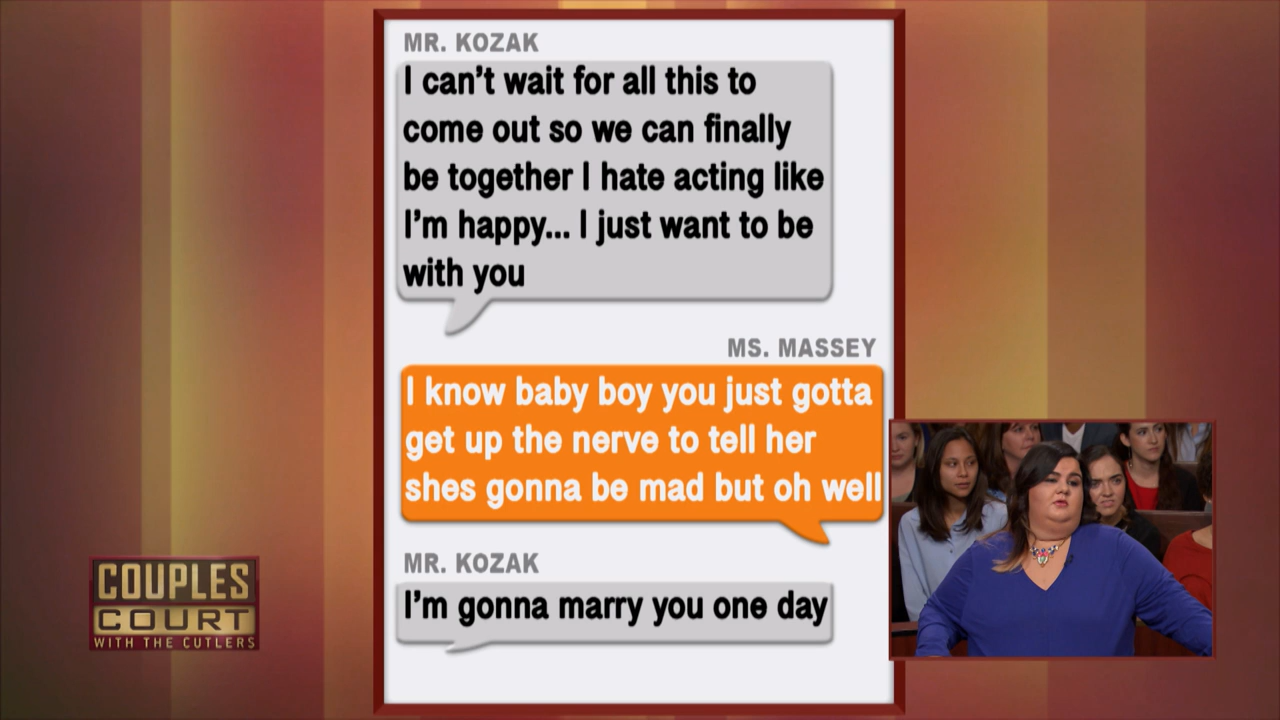 MR. KOZAK
I can't wait for all this to
come out so we can finally
be together I hate acting like
I'm happy... I just want to be
with you
MS. MASSEY
I know baby boy you just gotta
get up the nerve to tell her
shes gonna be mad but oh well
MR. KOZAK
I'm gonna marry you one day
COUPLES
COURT
WITH THE CUTLERS